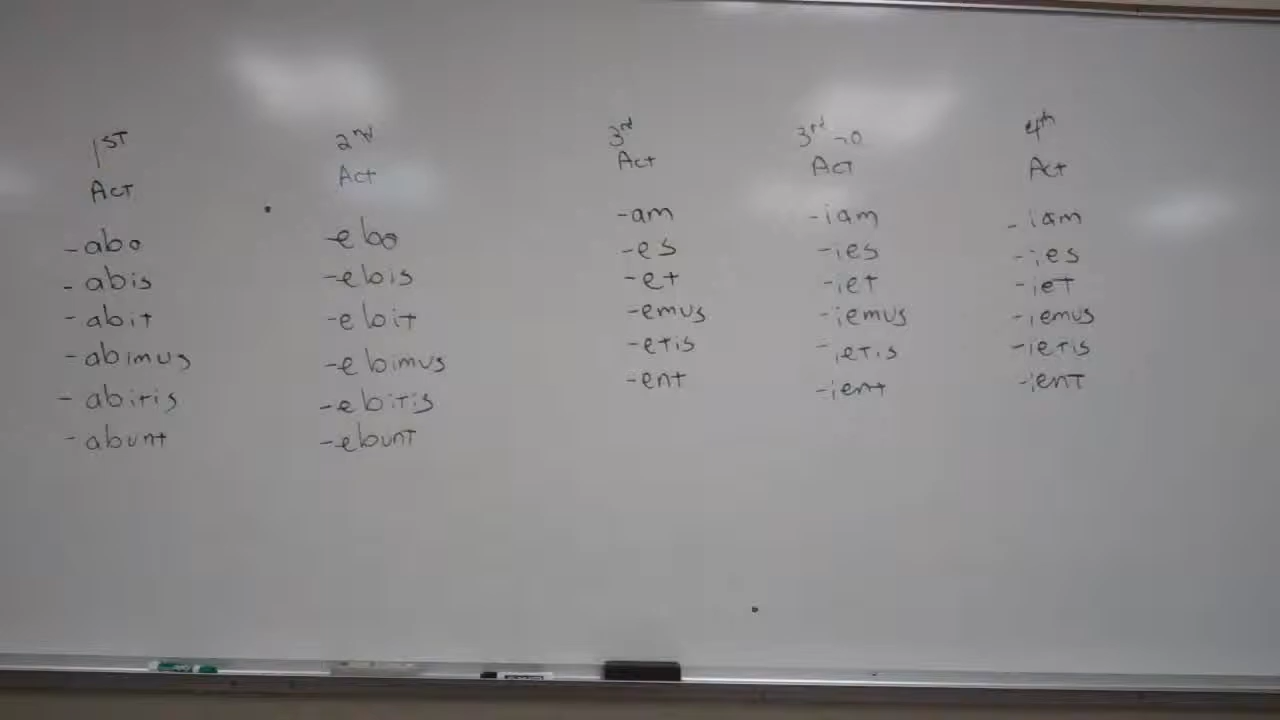 1ST
Act
-abo
-abis
-abit
-abimus
-abitis
-abunt
2nd
Act
-ebo
-ebis
-ebit
-ebimus
-ebitis
-ebunt
3rd
Act
-am
-es
-et
-emus
-etis
-ent
3rd -io
Act
-iam
-ies
-iet
-iemus
-ietis
-ient
4th
Act
-iam
-ies
-iet
-iemus
-ietis
-ient